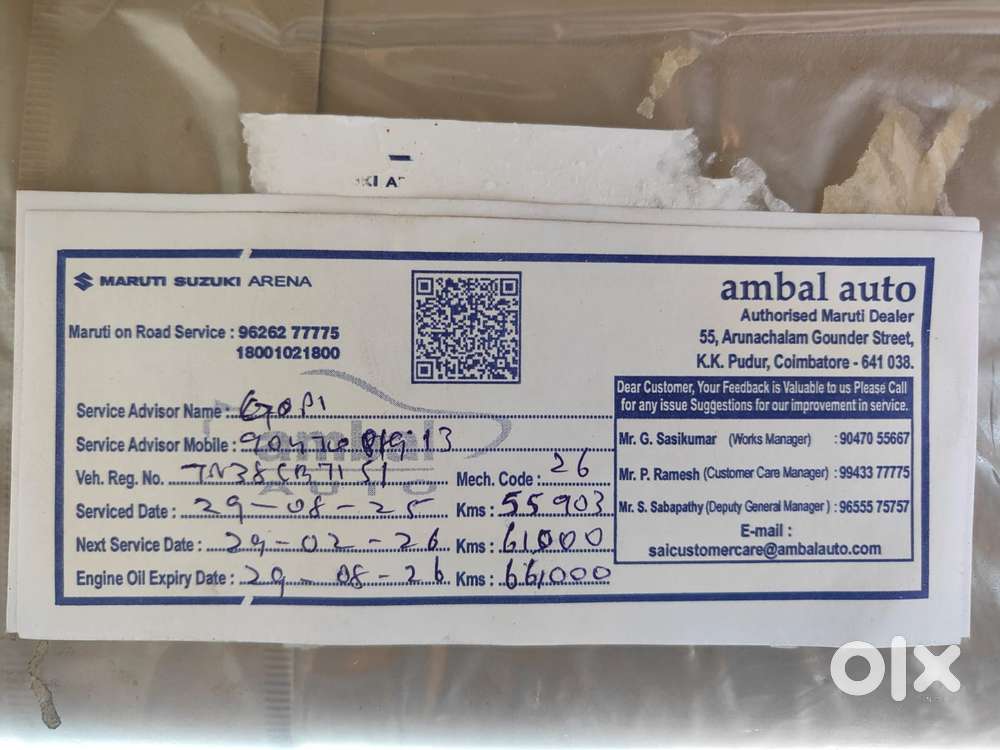 KI A
MARUTI SUZUKI ARENA
Maruti on Road Service : 96262 77775
18001021800
ambal auto
Authorised Maruti Dealer
55, Arunachalam Gounder Street,
K.K. Pudur, Coimbatore - 641 038.
Service Advisor Name : GOPI
Service Advisor Mobile :
Veh. Reg. No. TN38CB7151 Mech. Code : 26
Serviced Date : 29-08-25 Kms : 55903
Next Service Date : 29-02-26 Kms : 61000
Engine Oil Expiry Date : 29-08-26 Kms : 66,000
ambal
AUTO
Dear Customer, Your Feedback is Valuable to us Please Call
for any issue Suggestions for our improvement in service.
Mr. G. Sasikumar (Works Manager) : 90470 55667
Mr. P. Ramesh (Customer Care Manager) : 99433 77775
Mr. S. Sabapathy (Deputy General Manager) : 96555 75757
E-mail :
saicustomercare@ambalauto.com
olx